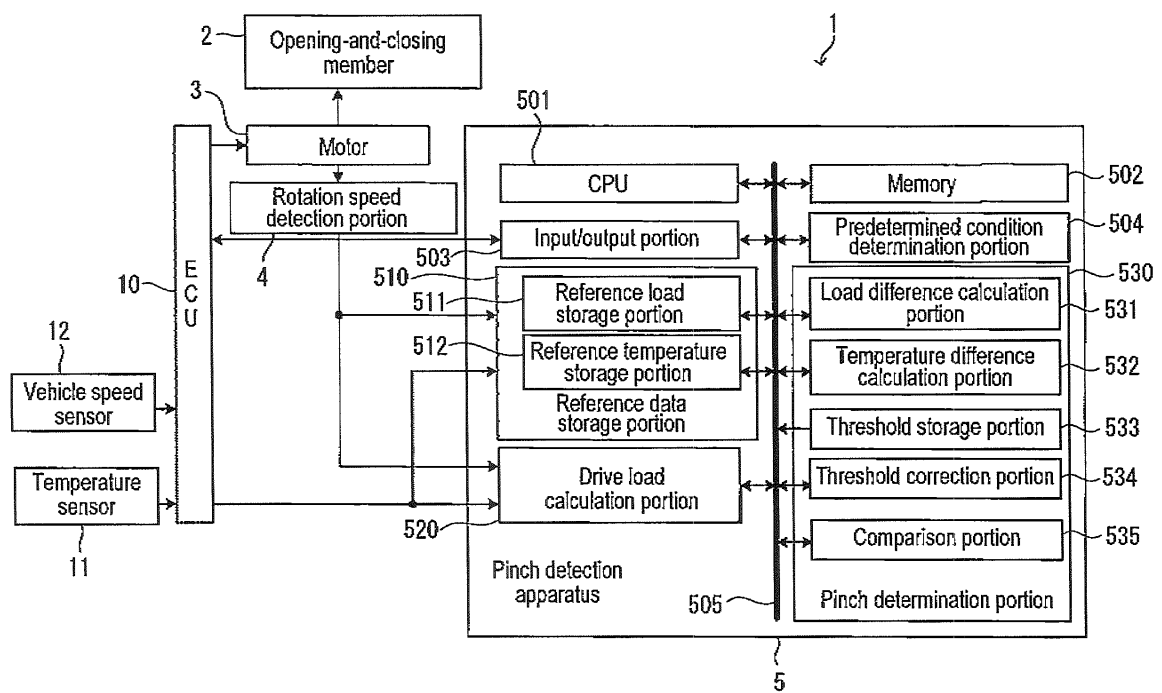 1
2
Opening-and-closing
member
3
Motor
Rotation speed
detection portion
4
10
ECU
12
Vehicle speed
sensor
Temperature
sensor
11
501
CPU
Input/output portion
503
510
511
Reference load
storage portion
512
Reference temperature
storage portion
Reference data
storage portion
Drive load
calculation portion
520
Pinch detection
apparatus
505
Memory
502
Predetermined condition
determination portion
504
530
Load difference calculation
portion
531
Temperature difference
calculation portion
532
Threshold storage portion
533
Threshold correction portion
534
Comparison portion
535
Pinch determination portion
5